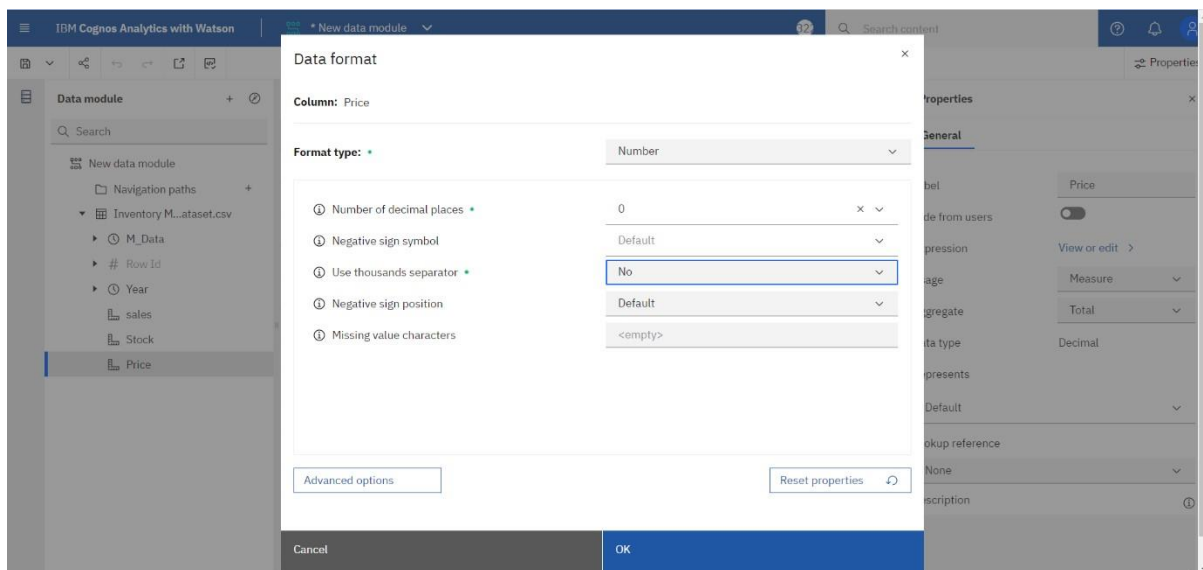 IBM Cognos Analytics with Watson
* New data module
Search content
Propertie
Data module
Search
New data module
Navigation paths
Inventory M...ataset.csv
M_Data
# Row Id
Year
sales
Stock
Price
Data format
Column: Price
Format type:
Number
Number of decimal places
0
Negative sign symbol
Default
Use thousands separator
No
Negative sign position
Default
Missing value characters
<empty>
Advanced options
Reset properties
Cancel
OK
Properties
General
bel
Price
de from users
pression
View or edit
age
Measure
gregate
Total
ta type
Decimal
presents
Default
okup reference
None
scription